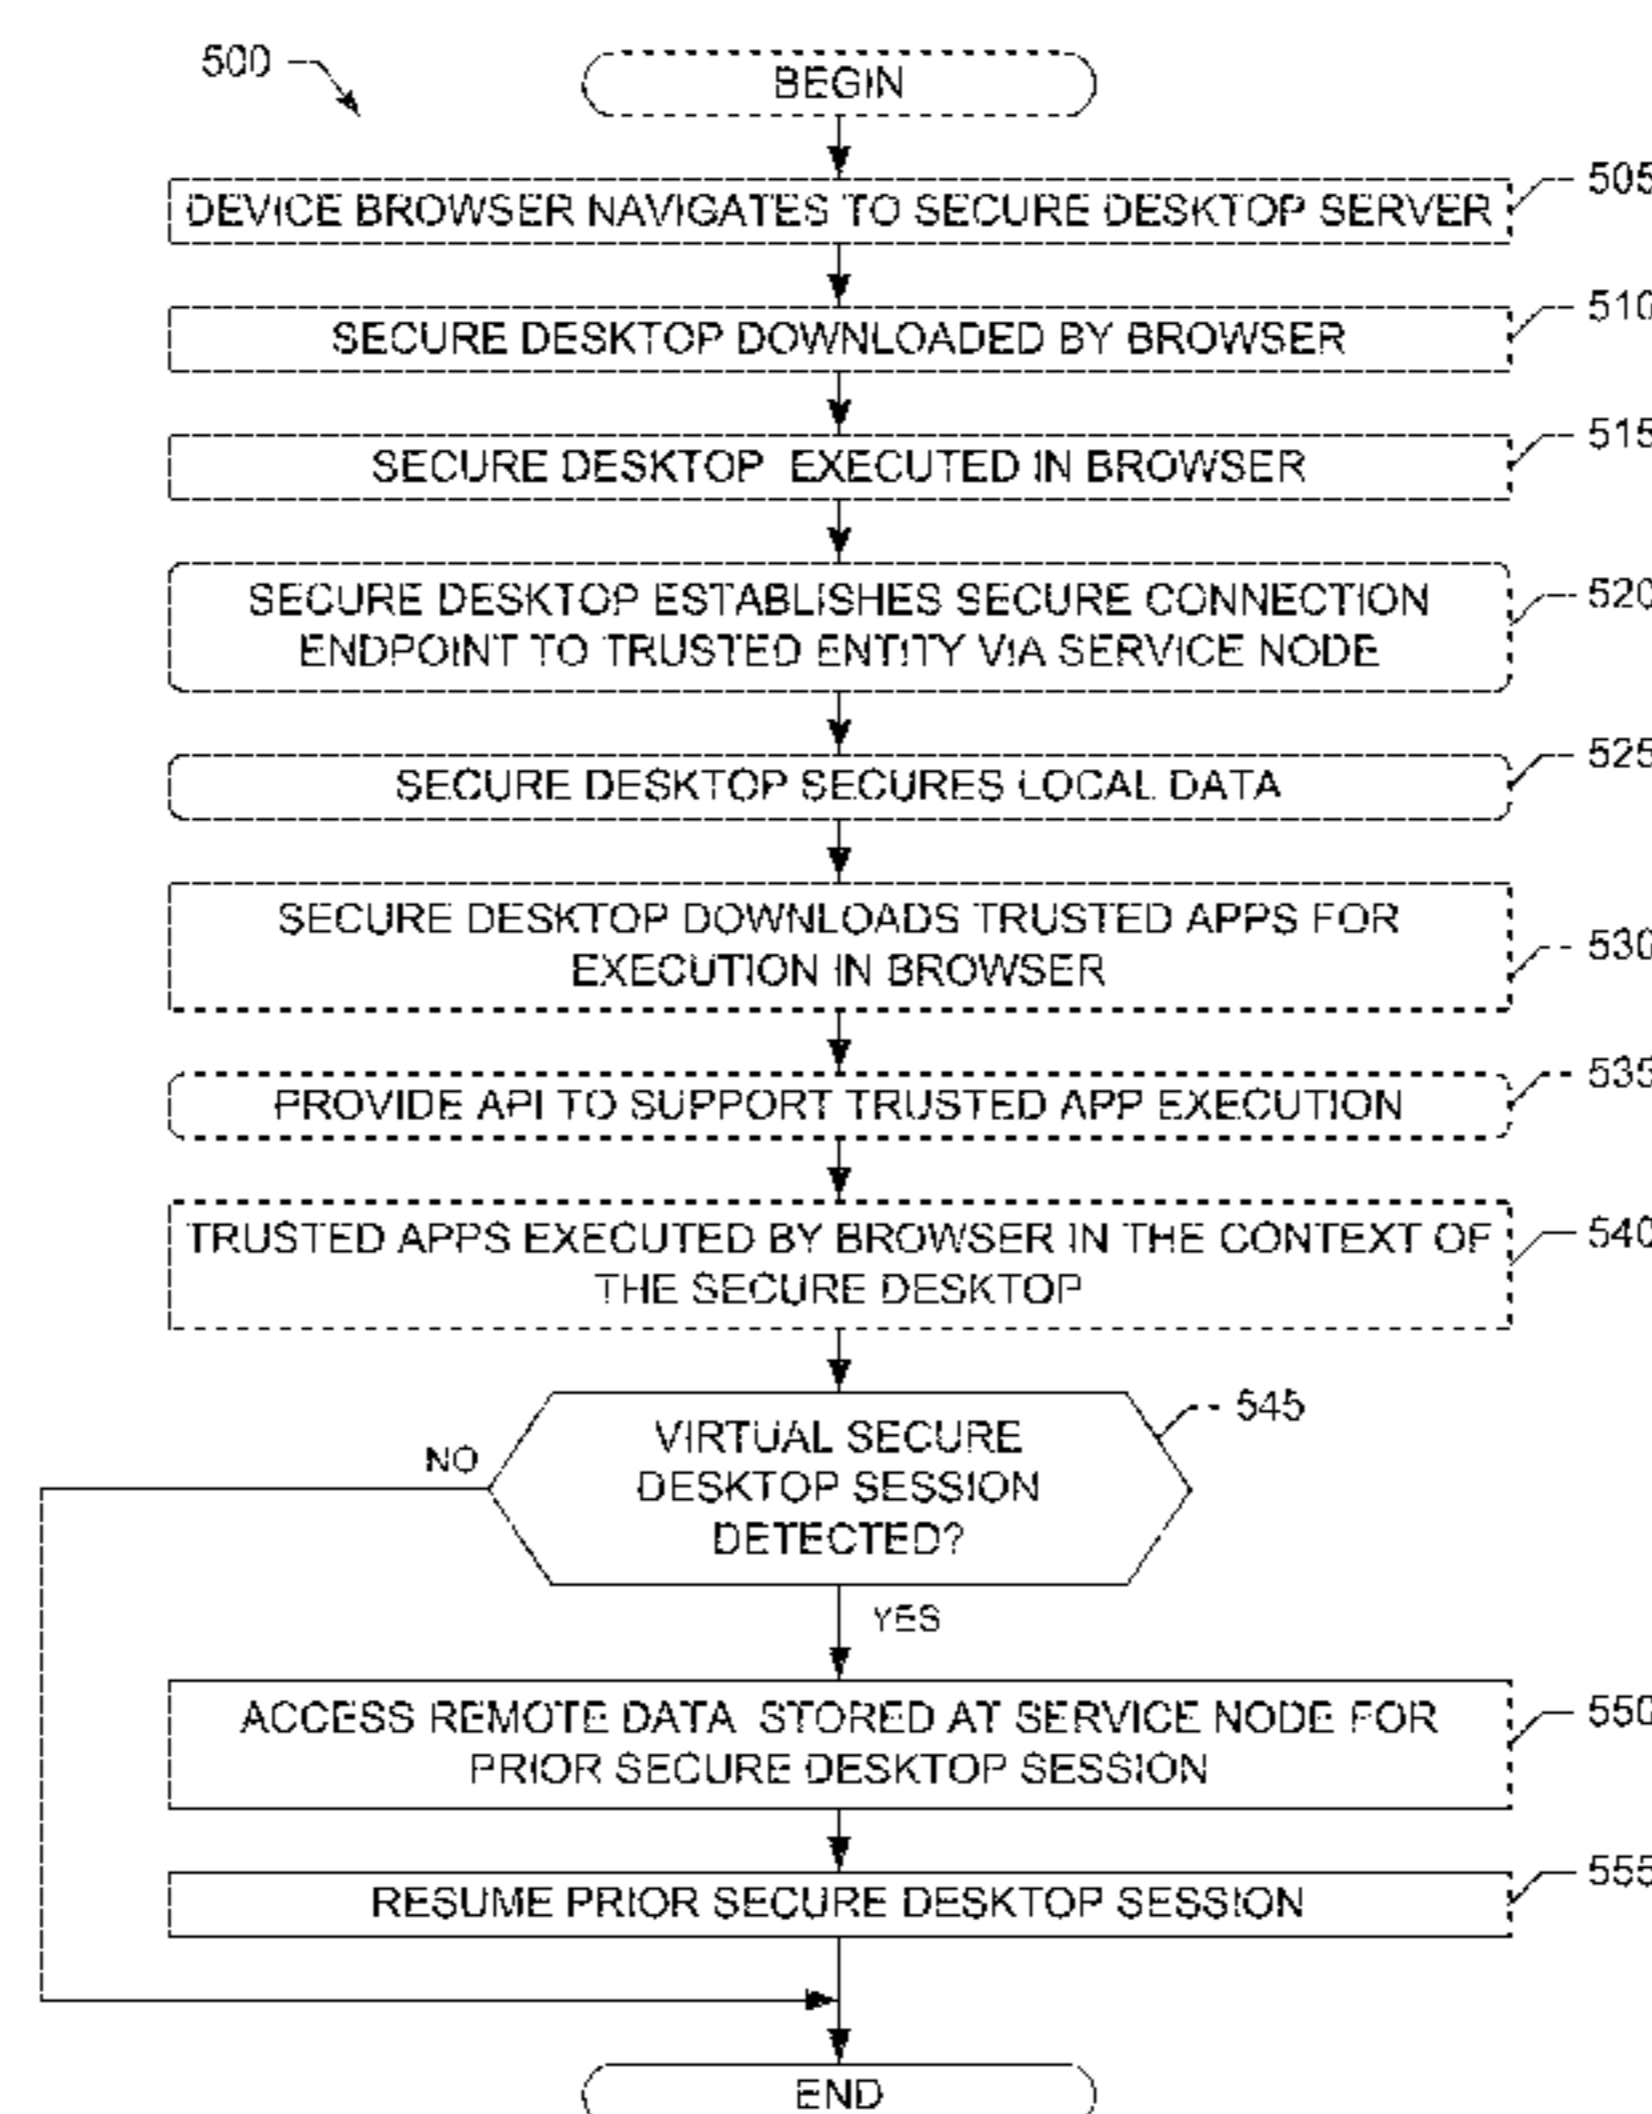 500
BEGIN
DEVICE BROWSER NAVIGATES TO SECURE DESKTOP SERVER
505
SECURE DESKTOP DOWNLOADED BY BROWSER
510
SECURE DESKTOP EXECUTED IN BROWSER
515
SECURE DESKTOP ESTABLISHES SECURE CONNECTION
ENDPOINT TO TRUSTED ENTITY VIA SERVICE NODE
520
SECURE DESKTOP SECURES LOCAL DATA
525
SECURE DESKTOP DOWNLOADS TRUSTED APPS FOR
EXECUTION IN BROWSER
530
PROVIDE API TO SUPPORT TRUSTED APP EXECUTION
535
TRUSTED APPS EXECUTED BY BROWSER IN THE CONTEXT OF
THE SECURE DESKTOP
540
VIRTUAL SECURE
DESKTOP SESSION
DETECTED?
545
NO
YES
ACCESS REMOTE DATA STORED AT SERVICE NODE FOR
PRIOR SECURE DESKTOP SESSION
550
RESUME PRIOR SECURE DESKTOP SESSION
555
END